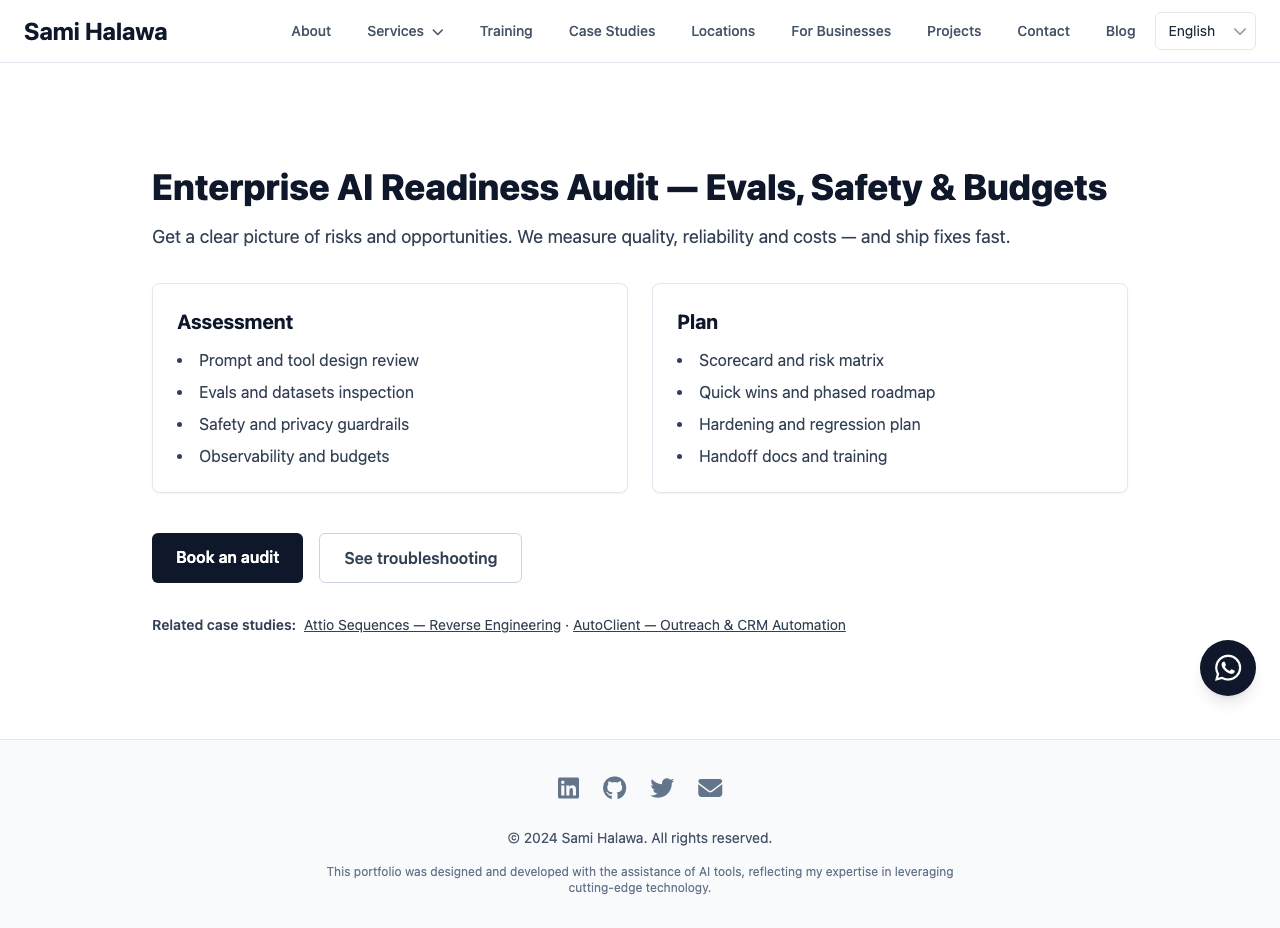 Sami Halawa
About
Services
Training
Case Studies
Locations
For Businesses
Projects
Contact
Blog
English
Enterprise AI Readiness Audit — Evals, Safety & Budgets
Get a clear picture of risks and opportunities. We measure quality, reliability and costs — and ship fixes fast.
Assessment
• Prompt and tool design review
• Evals and datasets inspection
• Safety and privacy guardrails
• Observability and budgets
Plan
• Scorecard and risk matrix
• Quick wins and phased roadmap
• Hardening and regression plan
• Handoff docs and training
Book an audit
See troubleshooting
Related case studies: Attio Sequences — Reverse Engineering · AutoClient — Outreach & CRM Automation
© 2024 Sami Halawa. All rights reserved.
This portfolio was designed and developed with the assistance of AI tools, reflecting my expertise in leveraging
cutting-edge technology.